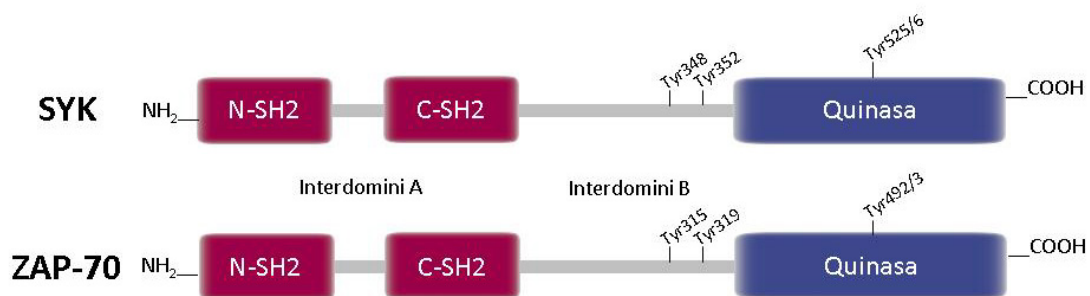 Tyr525/6
Tyr348
Tyr352
SYK
NH2
N-SH2
C-SH2
Quinasa
COOH
Interdomini A
Interdomini B
Tyr492/3
Tyr315
Tyr319
ZAP-70
NH2
N-SH2
C-SH2
Quinasa
COOH